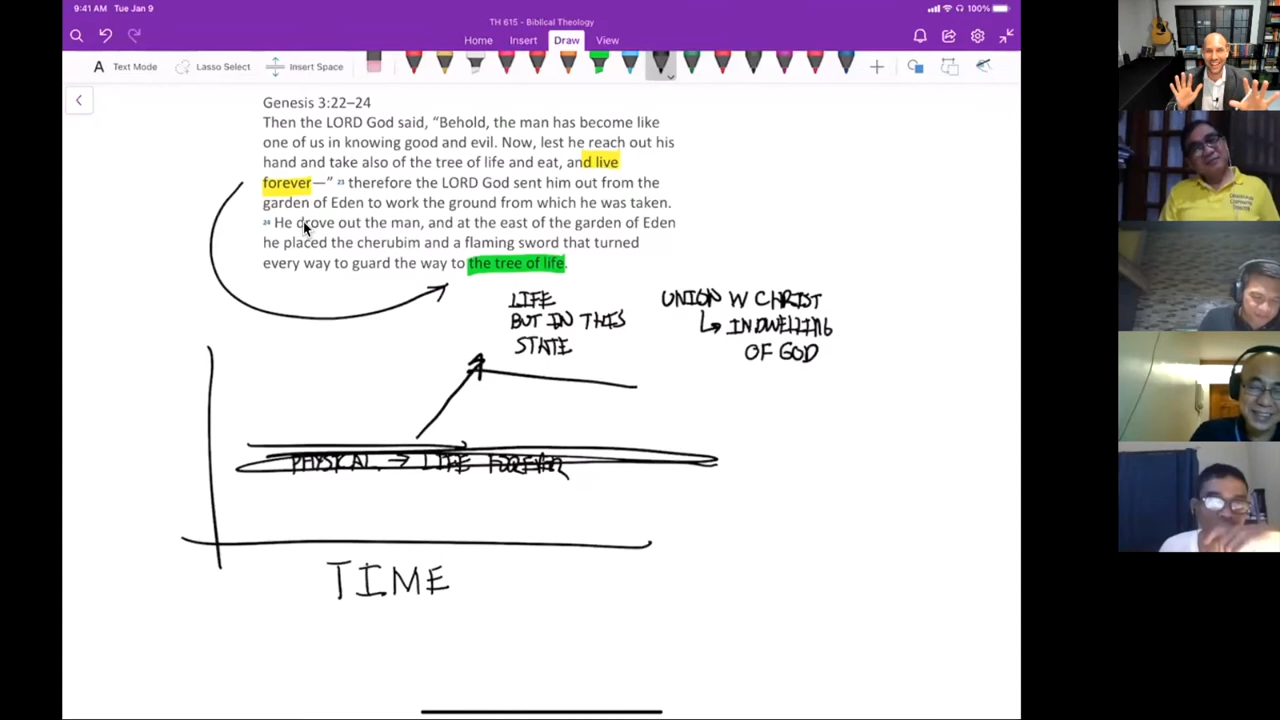 9:41 AM Tue Jan 9
100%
TH 615 - Biblical Theology
Home Insert Draw View
Text Mode Lasso Select Insert Space
Genesis 3:22–24
Then the LORD God said, “Behold, the man has become like
one of us in knowing good and evil. Now, lest he reach out his
hand and take also of the tree of life and eat, and live
forever—” 23 therefore the LORD God sent him out from the
garden of Eden to work the ground from which he was taken.
24 He drove out the man, and at the east of the garden of Eden
he placed the cherubim and a flaming sword that turned
every way to guard the way to the tree of life.
LIFE
BUT IN THIS
STATE
UNION W CHRIST
INDWELLING
OF GOD
PHYSICAL → LIFE FOREVER
TIME